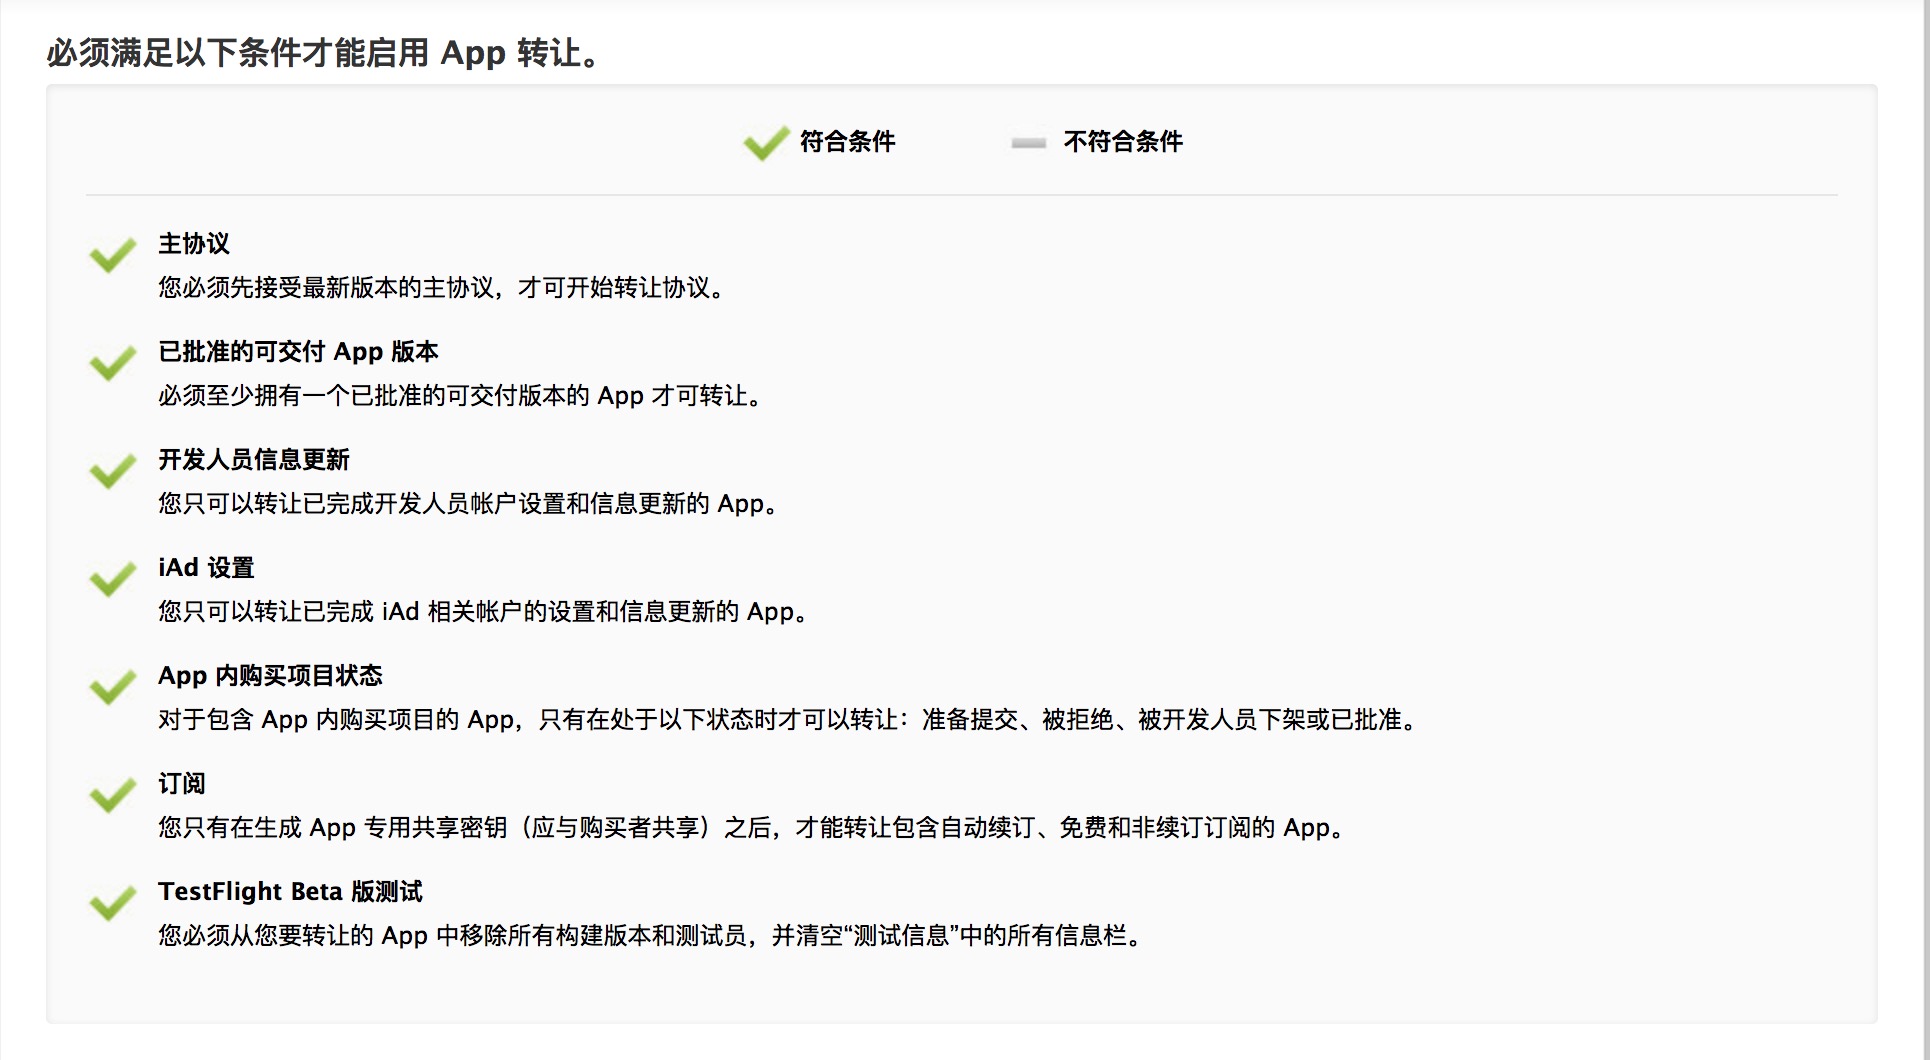 必须满足以下条件才能启用 App 转让。
符合条件
不符合条件
主协议
您必须先接受最新版本的主协议，才可开始转让协议。
已批准的可交付 App 版本
必须至少拥有一个已批准的可交付版本的 App 才可转让。
开发人员信息更新
您只可以转让已完成开发人员帐户设置和信息更新的 App。
iAd 设置
您只可以转让已完成 iAd 相关帐户的设置和信息更新的 App。
App 内购买项目状态
对于包含 App 内购买项目的 App，只有在处于以下状态时才可以转让：准备提交、被拒绝、被开发人员下架或已批准。
订阅
您只有在生成 App 专用共享密钥（应与购买者共享）之后，才能转让包含自动续订、免费和非续订订阅的 App。
TestFlight Beta 版测试
您必须从您要转让的 App 中移除所有构建版本和测试员，并清空“测试信息”中的所有信息栏。